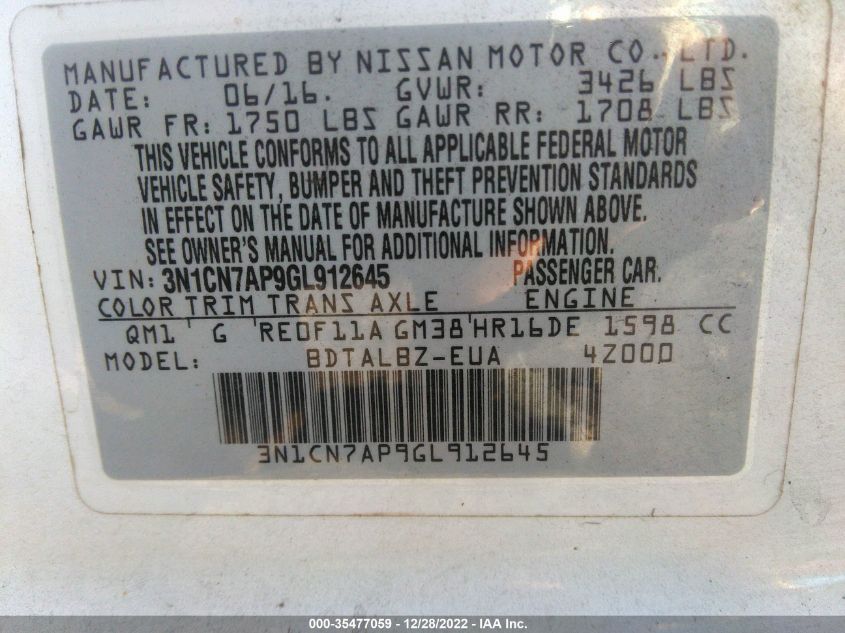 MANUFACTURED BY NISSAN MOTOR CO., LTD.
DATE: 06/16. GVWR: 3426 LBS
GAWR FR: 1750 LBS GAWR RR: 1708 LBS
THIS VEHICLE CONFORMS TO ALL APPLICABLE FEDERAL MOTOR
VEHICLE SAFETY, BUMPER AND THEFT PREVENTION STANDARDS
IN EFFECT ON THE DATE OF MANUFACTURE SHOWN ABOVE.
SEE OWNER'S MANUAL FOR ADDITIONAL INFORMATION.
VIN: 3N1CN7AP9GL912645 PASSENGER CAR.
COLOR TRIM TRANS AXLE ENGINE
QM1 G RE0F11A GM38 HR16DE 1598 CC
MODEL: BDTALBZ-EUA 4Z000
3N1CN7AP9GL912645
000-35477059 - 12/28/2022 - IAA Inc.